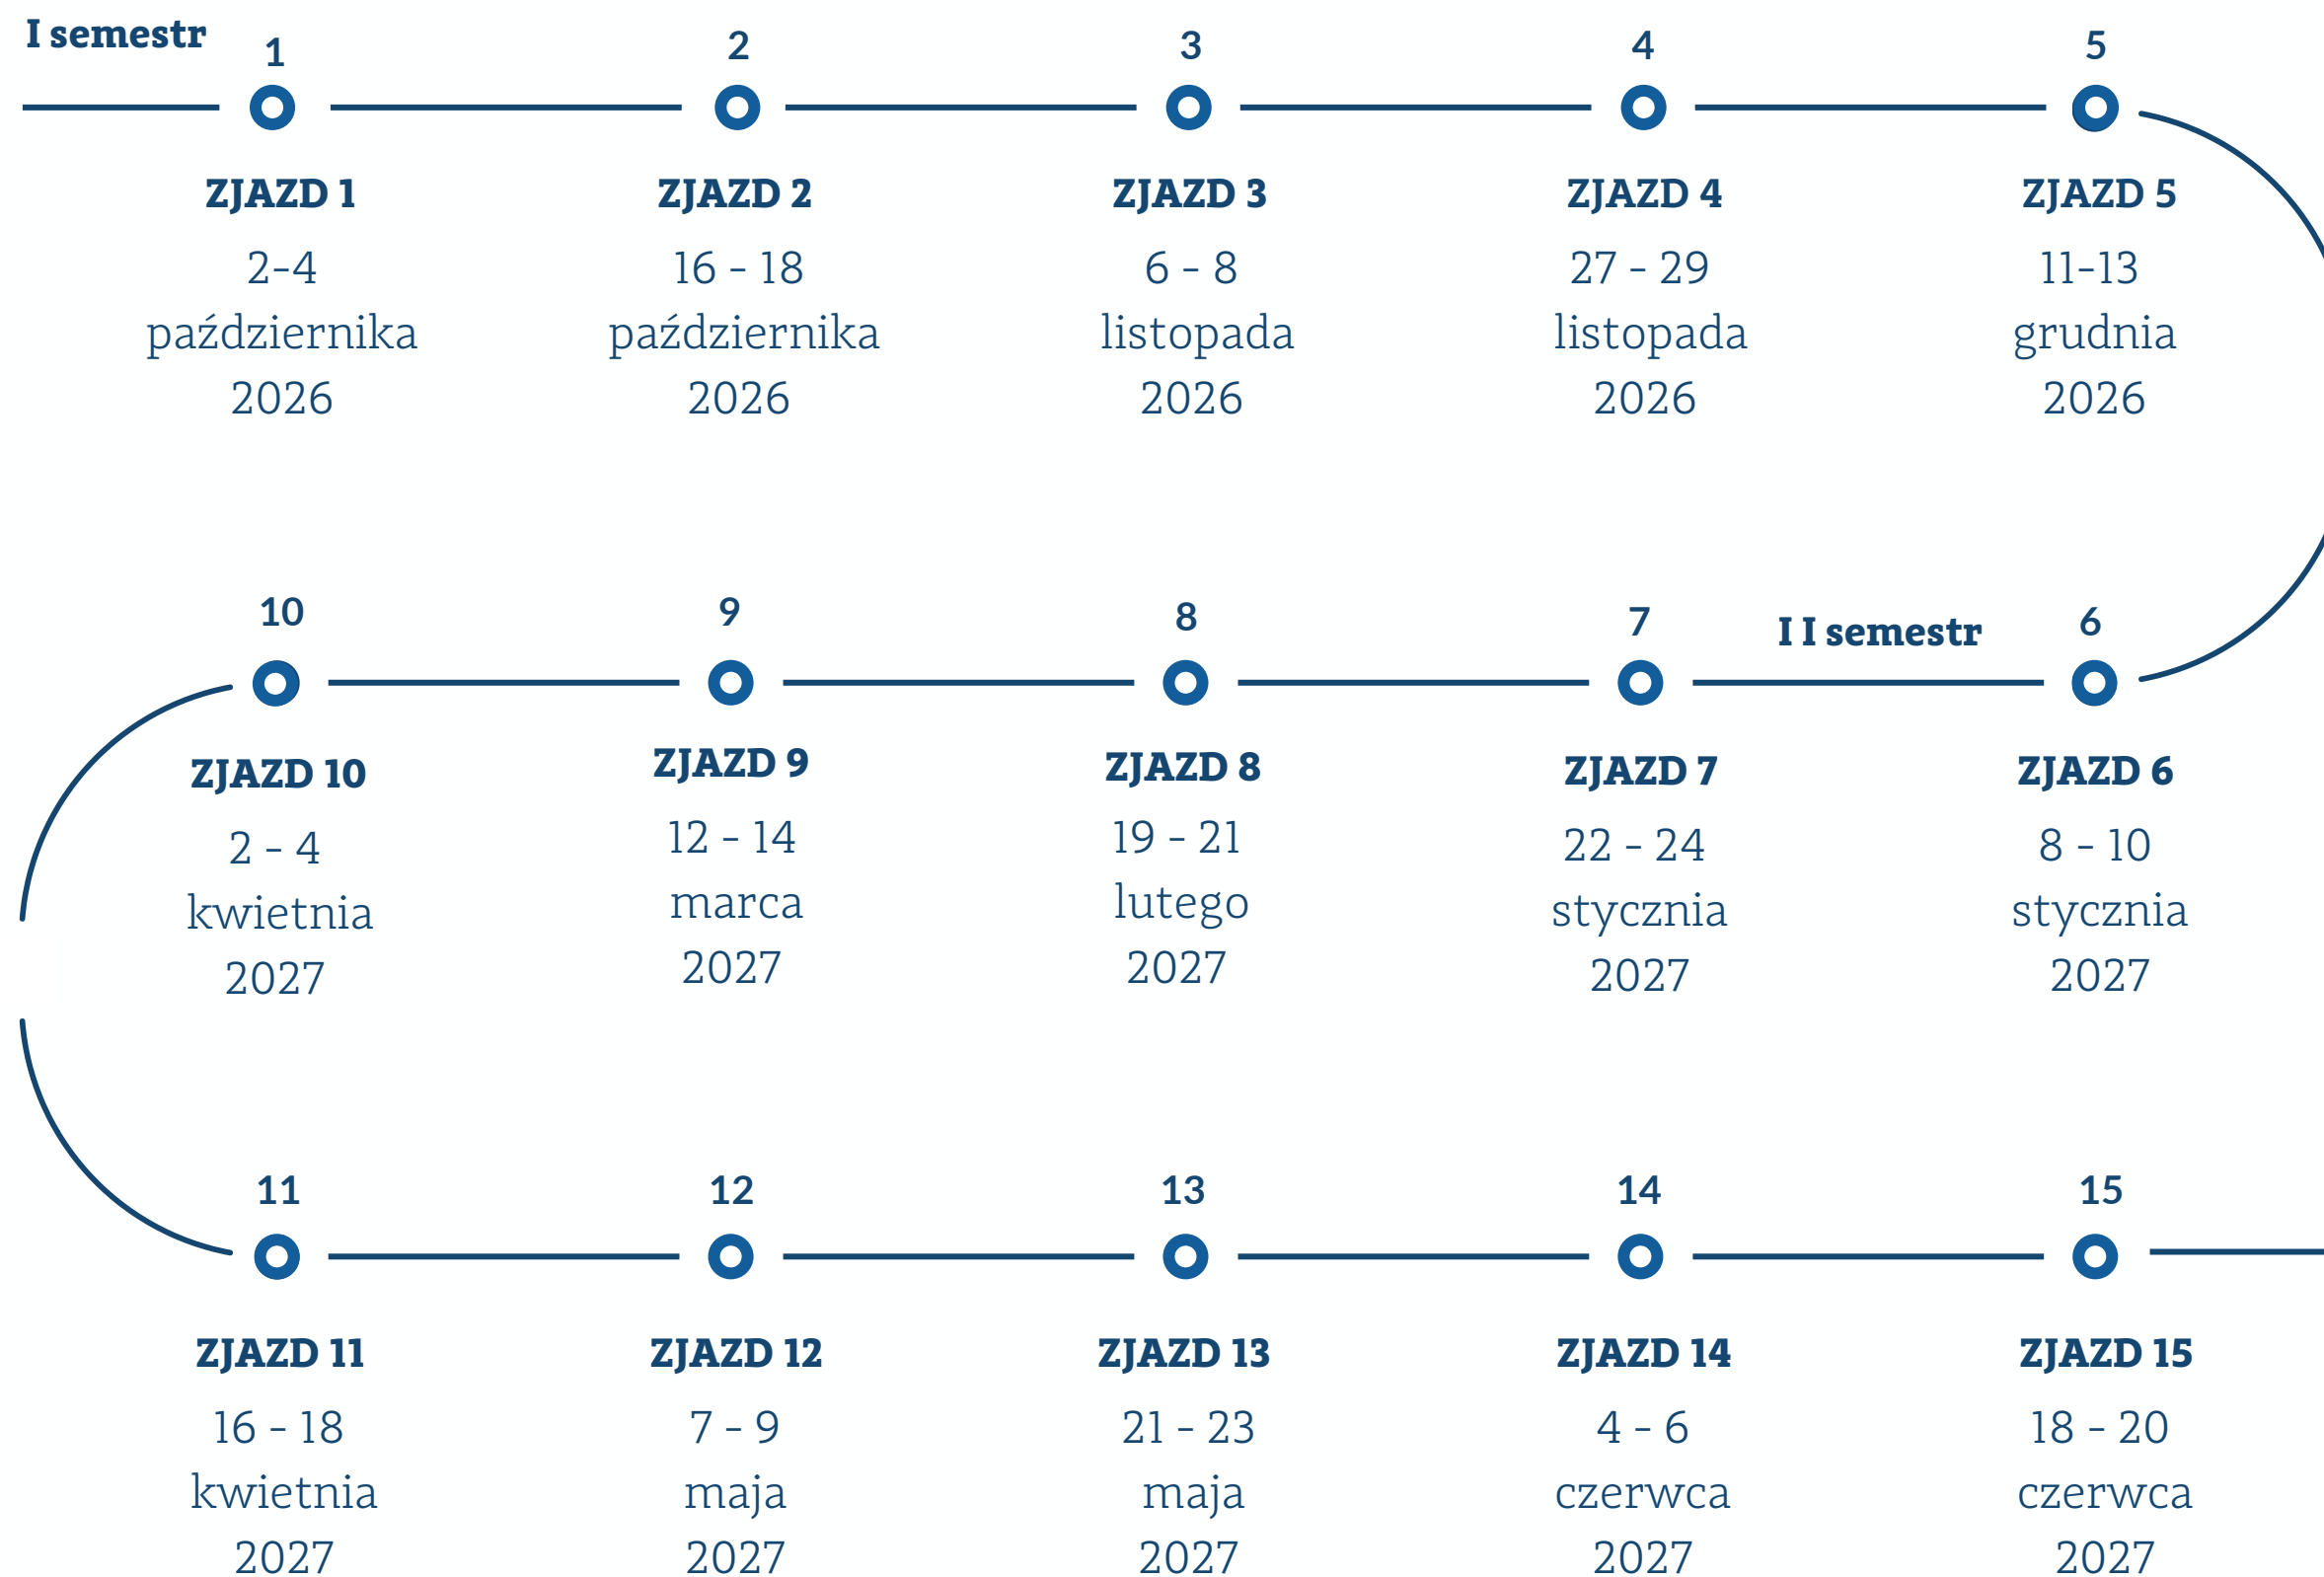 I semestr
1
2
3
4
5
ZJAZD 1
2-4
października
2026
ZJAZD 2
16 - 18
października
2026
ZJAZD 3
6 - 8
listopada
2026
ZJAZD 4
27 - 29
listopada
2026
ZJAZD 5
11-13
grudnia
2026
6
I I semestr
7
8
9
10
ZJAZD 6
8 - 10
stycznia
2027
ZJAZD 7
22 - 24
stycznia
2027
ZJAZD 8
19 - 21
lutego
2027
ZJAZD 9
12 - 14
marca
2027
ZJAZD 10
2 - 4
kwietnia
2027
11
12
13
14
15
ZJAZD 11
16 - 18
kwietnia
2027
ZJAZD 12
7 - 9
maja
2027
ZJAZD 13
21 - 23
maja
2027
ZJAZD 14
4 - 6
czerwca
2027
ZJAZD 15
18 - 20
czerwca
2027